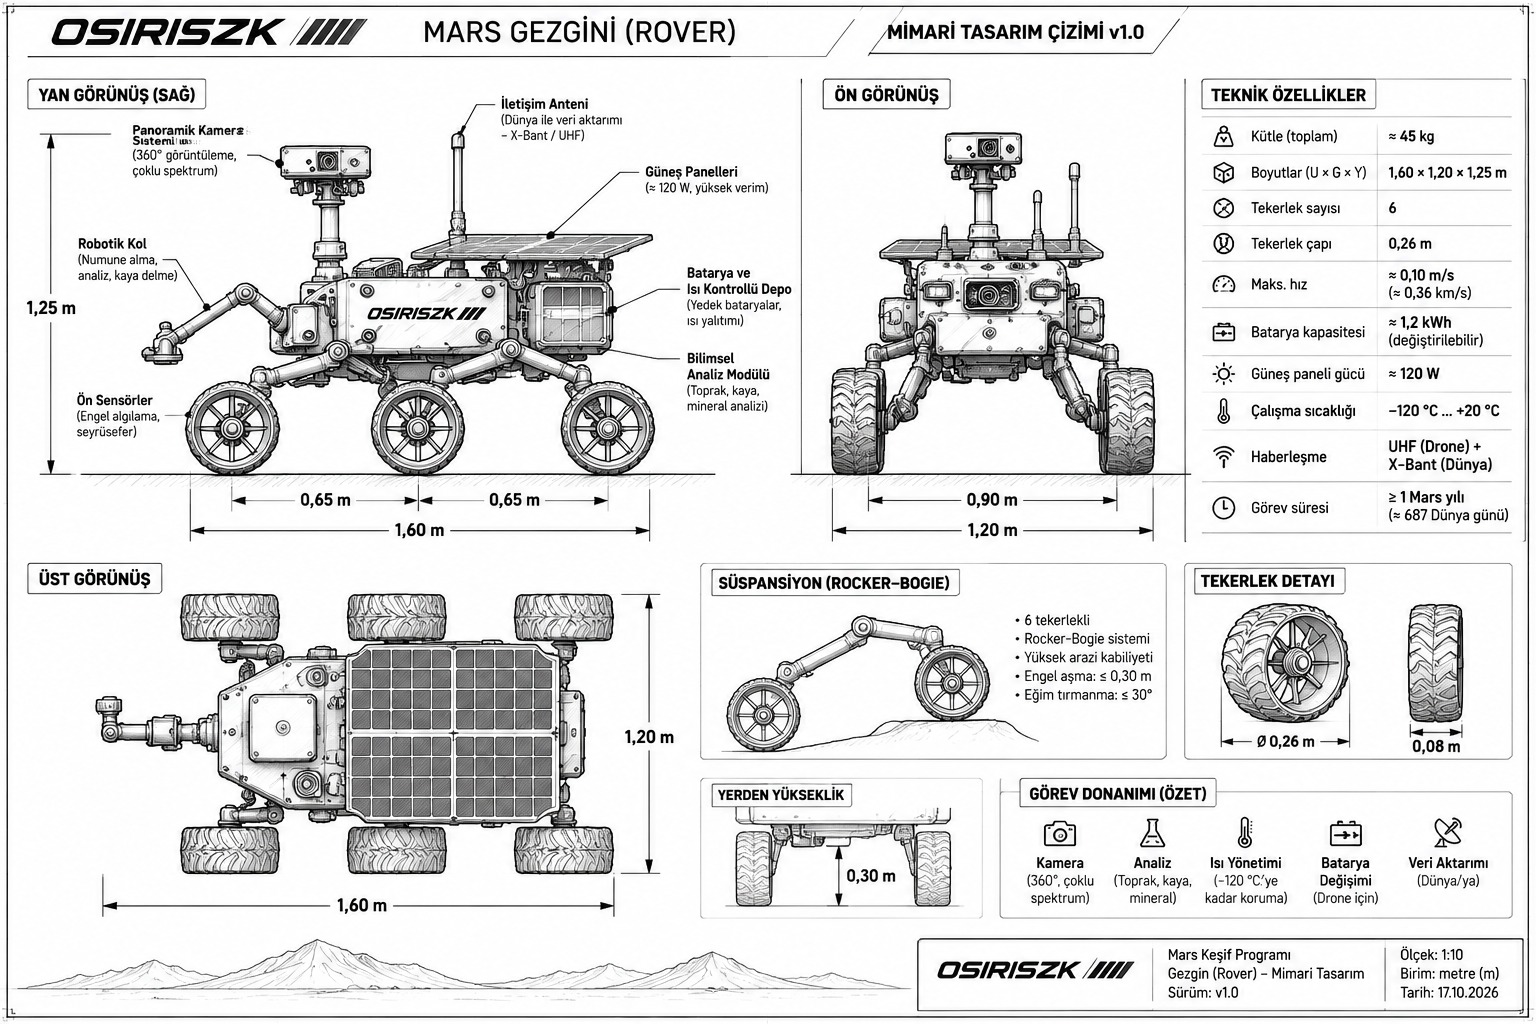 OSIRISZK
MARS GEZGİNİ (ROVER)
MİMARİ TASARIM ÇİZİMİ v1.0
YAN GÖRÜNÜŞ (SAĞ)
Panoramik Kamera
Sistemi
(360° görüntüleme,
çoklu spektrum)
İletişim Anteni
(Dünya ile veri aktarımı
– X-Bant / UHF)
Güneş Panelleri
(≈ 120 W, yüksek verim)
Robotik Kol
(Numune alma,
analiz, kaya delme)
Batarya ve
Isı Kontrollü Depo
(Yedek bataryalar,
ısı yalıtımı)
1,25 m
OSIRISZK
Bilimsel
Analiz Modülü
(Toprak, kaya,
mineral analizi)
Ön Sensörler
(Engel algılama,
seyrüsefer)
0,65 m
0,65 m
1,60 m
ÖN GÖRÜNÜŞ
0,90 m
1,20 m
TEKNİK ÖZELLİKLER
Kütle (toplam) ≈ 45 kg
Boyutlar (U × G × Y) 1,60 × 1,20 × 1,25 m
Tekerlek sayısı 6
Tekerlek çapı 0,26 m
Maks. hız ≈ 0,10 m/s
(≈ 0,36 km/s)
Batarya kapasitesi ≈ 1,2 kWh
(değiştirilebilir)
Güneş paneli gücü ≈ 120 W
Çalışma sıcaklığı –120 °C ... +20 °C
Haberleşme UHF (Drone) +
X-Bant (Dünya)
Görev süresi ≥ 1 Mars yılı
(≈ 687 Dünya günü)
ÜST GÖRÜNÜŞ
1,20 m
1,60 m
SÜSPANSİYON (ROCKER–BOGIE)
• 6 tekerlekli
• Rocker-Bogie sistemi
• Yüksek arazi kabiliyeti
• Engel aşma: ≤ 0,30 m
• Eğim tırmanma: ≤ 30°
TEKERLEK DETAYI
Ø 0,26 m
0,08 m
YERDEN YÜKSEKLİK
0,30 m
GÖREV DONANIMI (ÖZET)
Kamera
(360°, çoklu
spektrum)
Analiz
(Toprak, kaya,
mineral)
Isı Yönetimi
(–120 °C'ye
kadar koruma)
Batarya
Değişimi
(Drone için)
Veri Aktarımı
(Dünya/ya)
OSIRISZK
Mars Keşif Programı
Gezgin (Rover) – Mimari Tasarım
Sürüm: v1.0
Ölçek: 1:10
Birim: metre (m)
Tarih: 17.10.2026